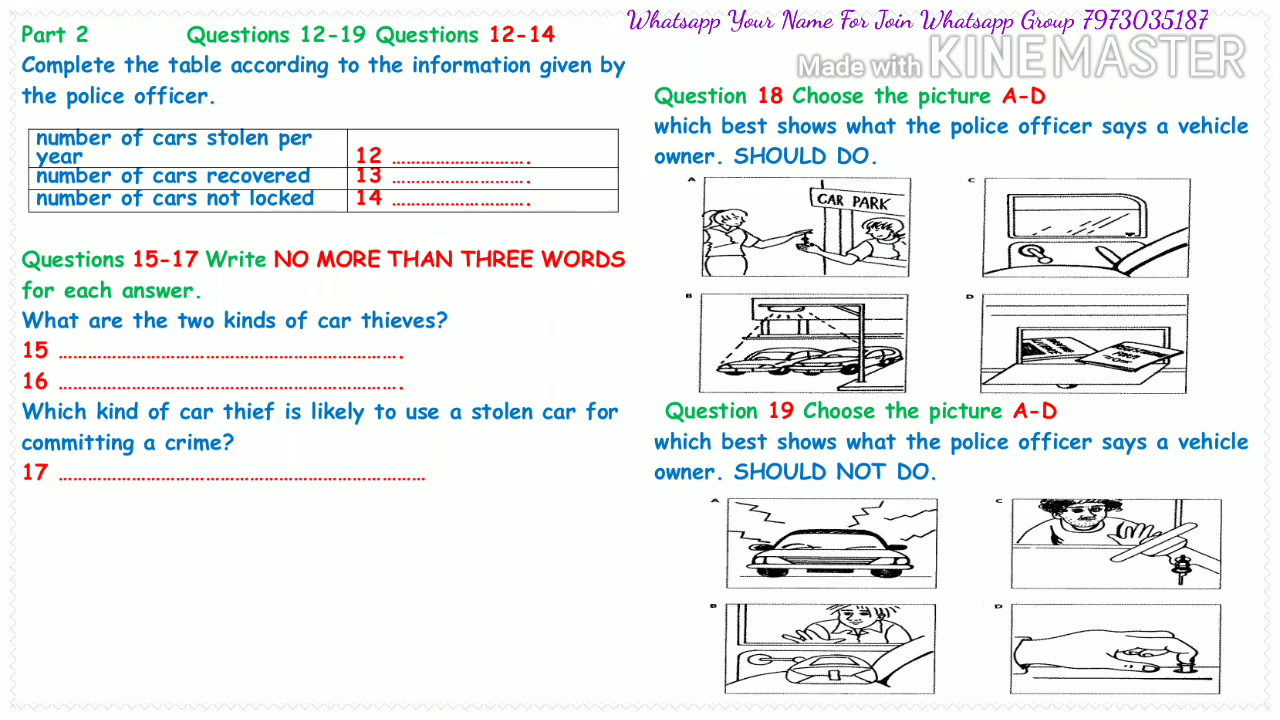 Whatsapp Your Name For Join Whatsapp Group 7973035187
Made with KINEMASTER
Part 2 Questions 12-19 Questions 12-14
Complete the table according to the information given by
the police officer.
number of cars stolen per
year
12 ………………………….
number of cars recovered 13 ………………………….
number of cars not locked 14 ………………………….
Questions 15-17 Write NO MORE THAN THREE WORDS
for each answer.
What are the two kinds of car thieves?
15 …………………………………………………………….
16 …………………………………………………………….
Which kind of car thief is likely to use a stolen car for
committing a crime?
17 …………………………………………………………………
Question 18 Choose the picture A-D
which best shows what the police officer says a vehicle
owner. SHOULD DO.
A
CAR PARK
C
B
D
Question 19 Choose the picture A-D
which best shows what the police officer says a vehicle
owner. SHOULD NOT DO.
A
C
B
D